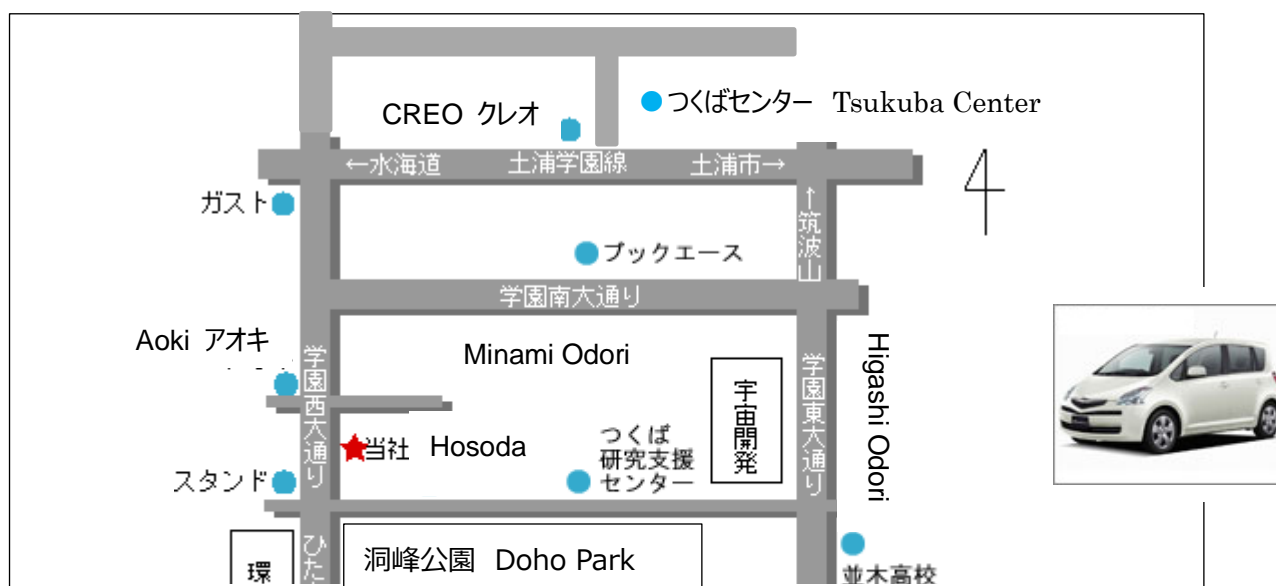 つくばセンター Tsukuba Center
CREO クレオ
←水海道 土浦学園線 土浦市→
ガスト
↑筑波山
ブックエース
学園南大通り
Aoki アオキ
Minami Odori
学園西大通り
宇宙開発
学園東大通り
Higashi Odori
当社 Hosoda
つくば
研究支援
センター
スタンド
洞峰公園 Doho Park
環
ひた
並木高校